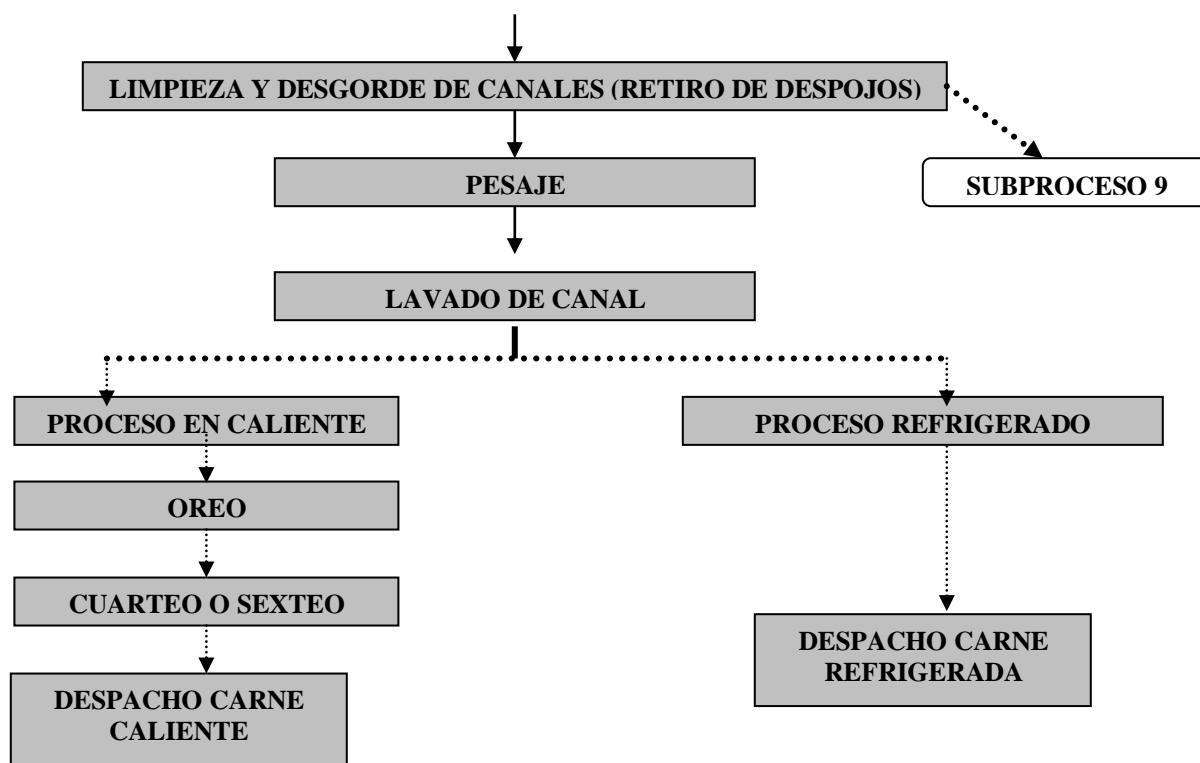 LIMPIEZA Y DESGORDE DE CANALES (RETIRO DE DESPOJOS)
PESAJE
SUBPROCESO 9
LAVADO DE CANAL
PROCESO EN CALIENTE
PROCESO REFRIGERADO
OREO
CUARTEO O SEXTEO
DESPACHO CARNE
REFRIGERADA
DESPACHO CARNE
CALIENTE